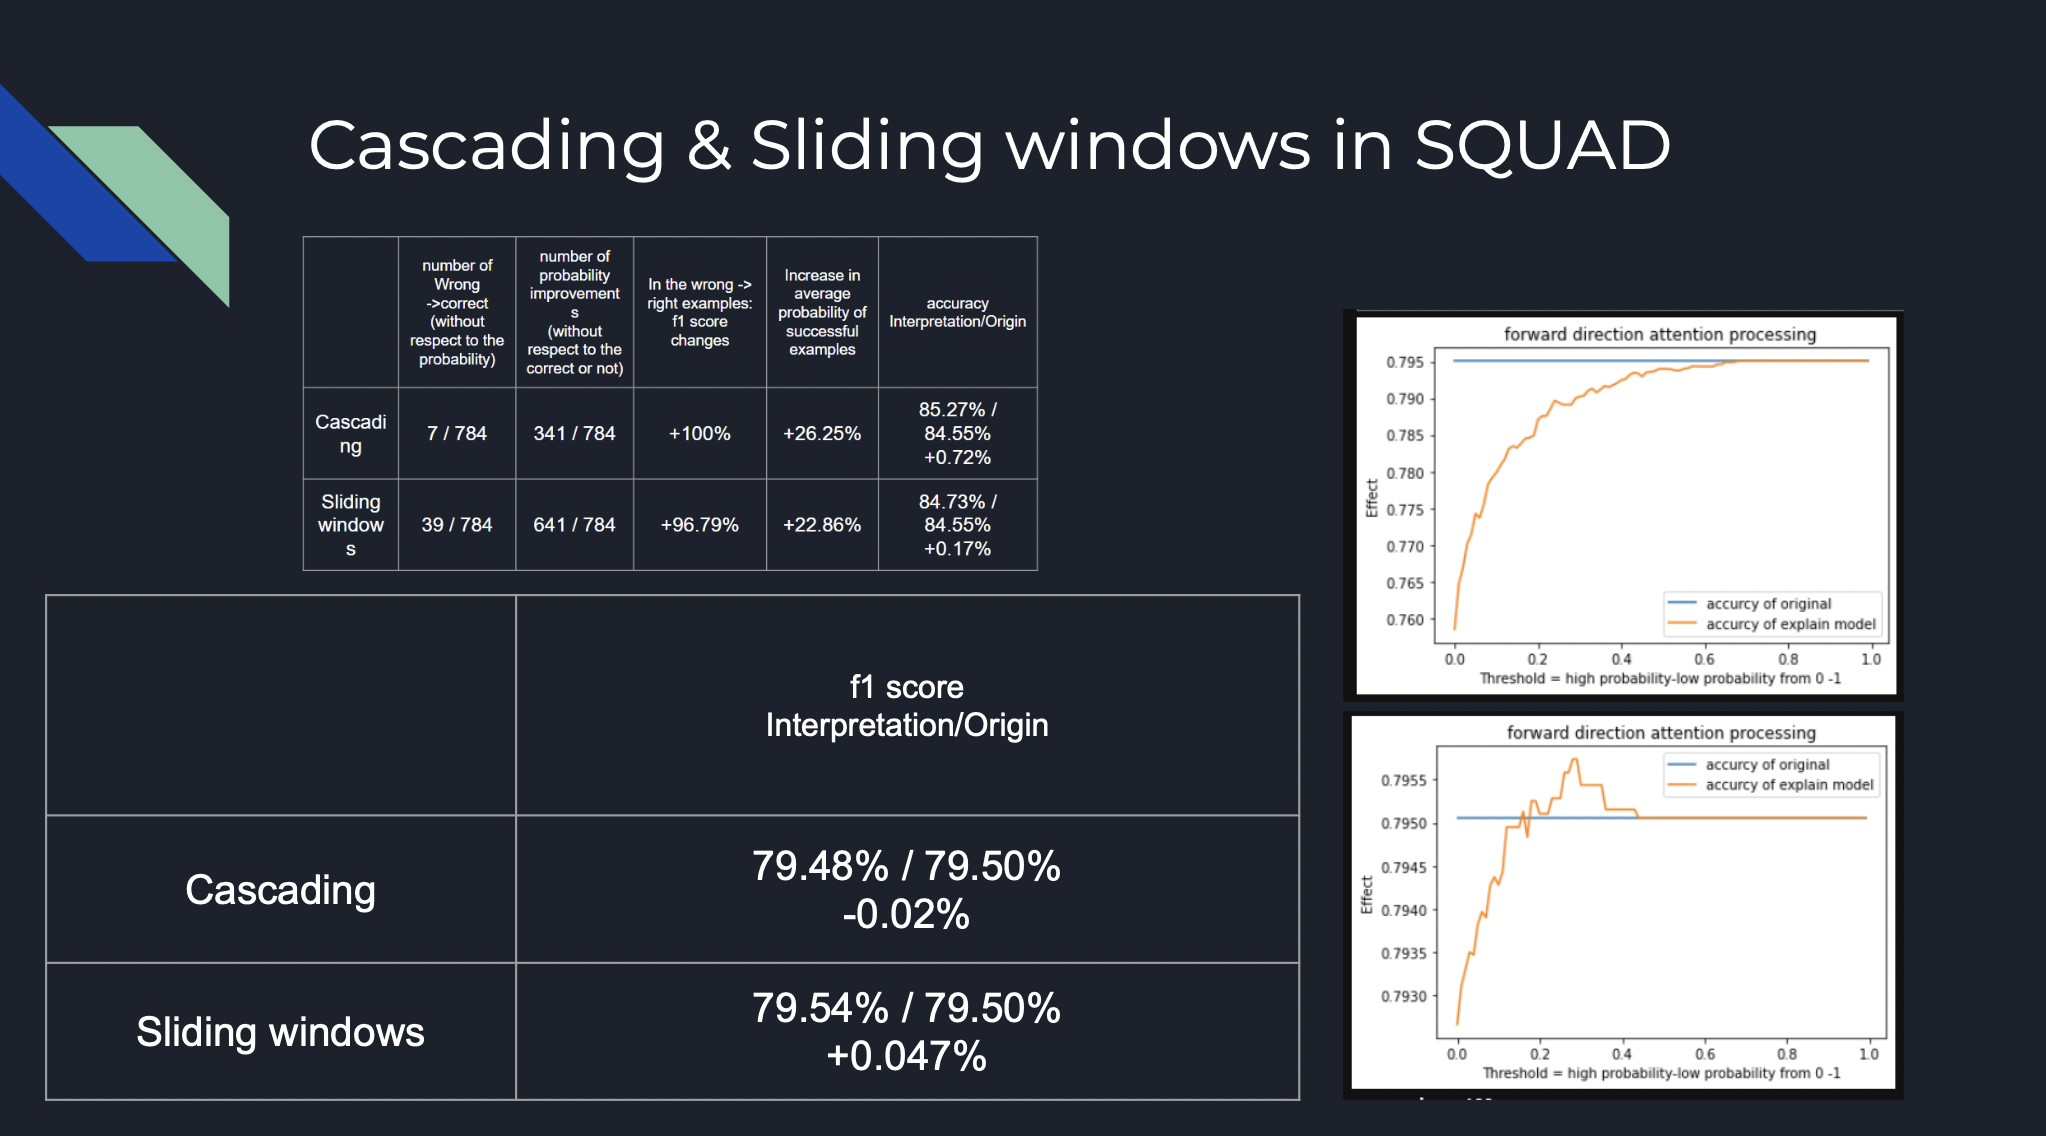 Cascading & Sliding windows in SQUAD
number of
Wrong
->correct
(without
respect to the
probability)
number of
probability
improvement
s
(without
respect to the
correct or not)
In the wrong ->
right examples:
f1 score
changes
Increase in
average
probability of
successful
examples
accuracy
Interpretation/Origin
Cascadi
ng
7 / 784
341 / 784
+100%
+26.25%
85.27% /
84.55%
+0.72%
Sliding
window
s
39 / 784
641 / 784
+96.79%
+22.86%
84.73% /
84.55%
+0.17%
f1 score
Interpretation/Origin
Cascading
79.48% / 79.50%
-0.02%
Sliding windows
79.54% / 79.50%
+0.047%
forward direction attention processing
0.795
0.790
0.785
0.780
0.775
0.770
0.765
0.760
Effect
accurcy of original
accurcy of explain model
0.0 0.2 0.4 0.6 0.8 1.0
Threshold = high probability-low probability from 0 -1
forward direction attention processing
accurcy of original
accurcy of explain model
0.7955
0.7950
0.7945
0.7940
0.7935
0.7930
Effect
0.0 0.2 0.4 0.6 0.8 1.0
Threshold = high probability-low probability from 0 -1